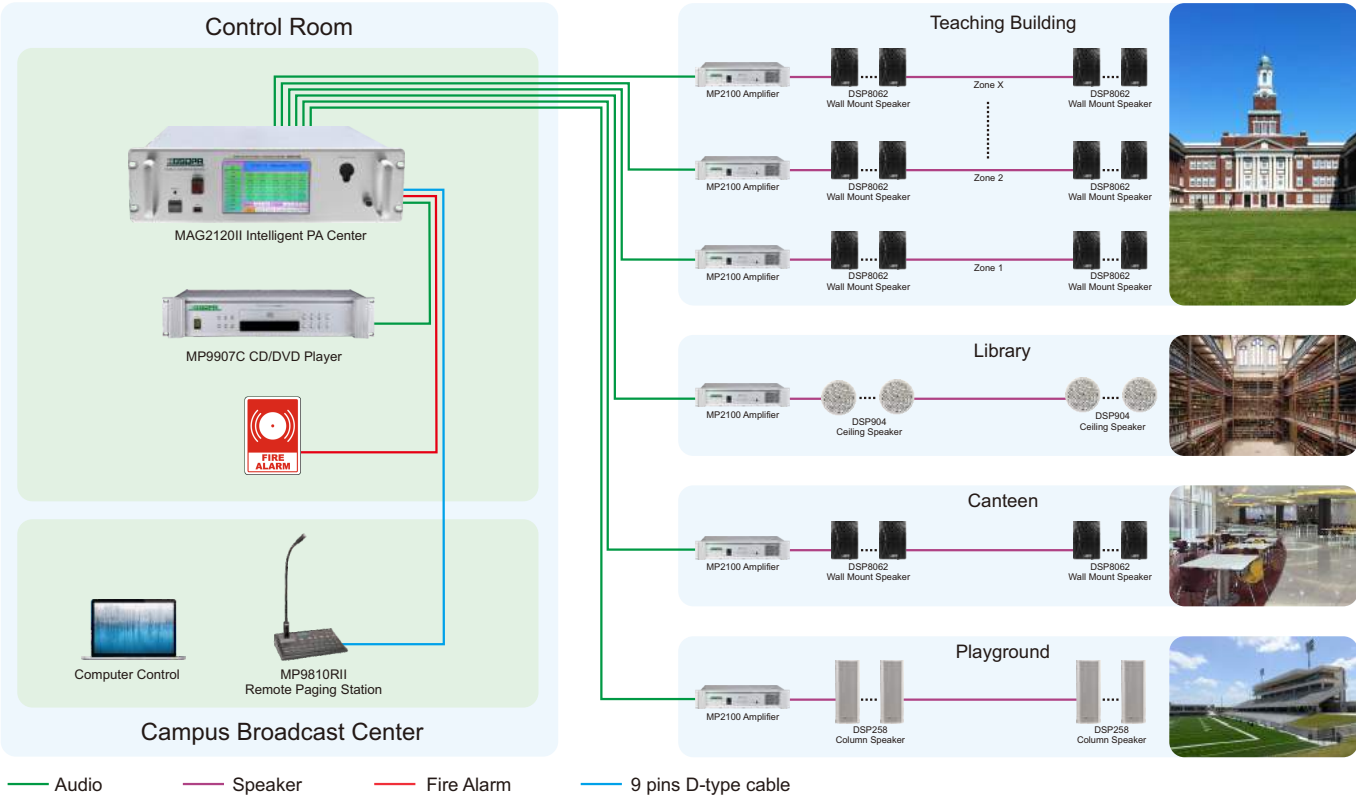 Control Room
DSPPA
MAG2120II Intelligent PA Center
DSPPA
MP9907C CD/DVD Player
FIRE
ALARM
Computer Control
MP9810RII
Remote Paging Station
Campus Broadcast Center
Teaching Building
MP2100 Amplifier
DSP8062
Wall Mount Speaker
Zone X
DSP8062
Wall Mount Speaker
MP2100 Amplifier
DSP8062
Wall Mount Speaker
Zone 2
DSP8062
Wall Mount Speaker
MP2100 Amplifier
DSP8062
Wall Mount Speaker
Zone 1
DSP8062
Wall Mount Speaker
Library
MP2100 Amplifier
DSP904
Ceiling Speaker
DSP904
Ceiling Speaker
Canteen
MP2100 Amplifier
DSP8062
Wall Mount Speaker
DSP8062
Wall Mount Speaker
Playground
MP2100 Amplifier
DSP258
Column Speaker
DSP258
Column Speaker
Audio
Speaker
Fire Alarm
9 pins D-type cable